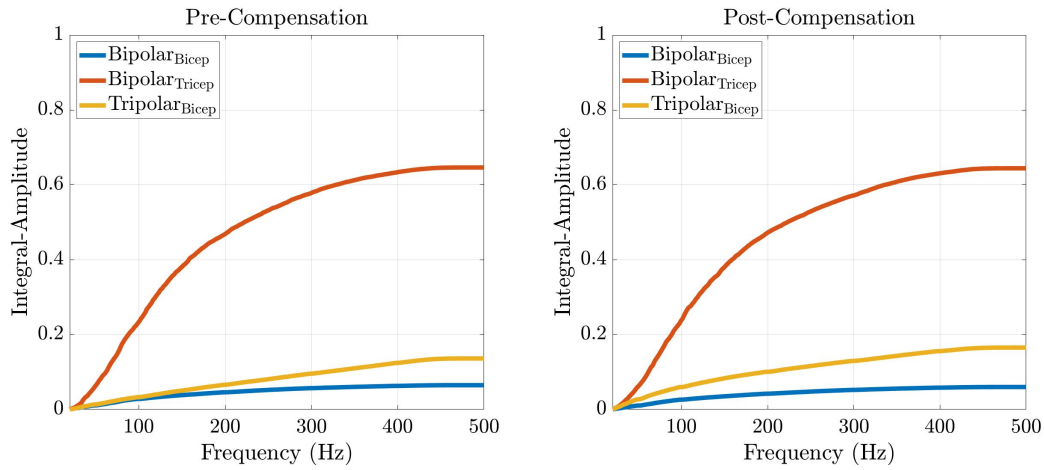 Pre-Compensation
1
0.8
0.6
0.4
0.2
0
Integral-Amplitude
Bipolar_Bicep
Bipolar_Tricep
Tripolar_Bicep
100 200 300 400 500
Frequency (Hz)
Post-Compensation
1
0.8
0.6
0.4
0.2
0
Integral-Amplitude
Bipolar_Bicep
Bipolar_Tricep
Tripolar_Bicep
100 200 300 400 500
Frequency (Hz)